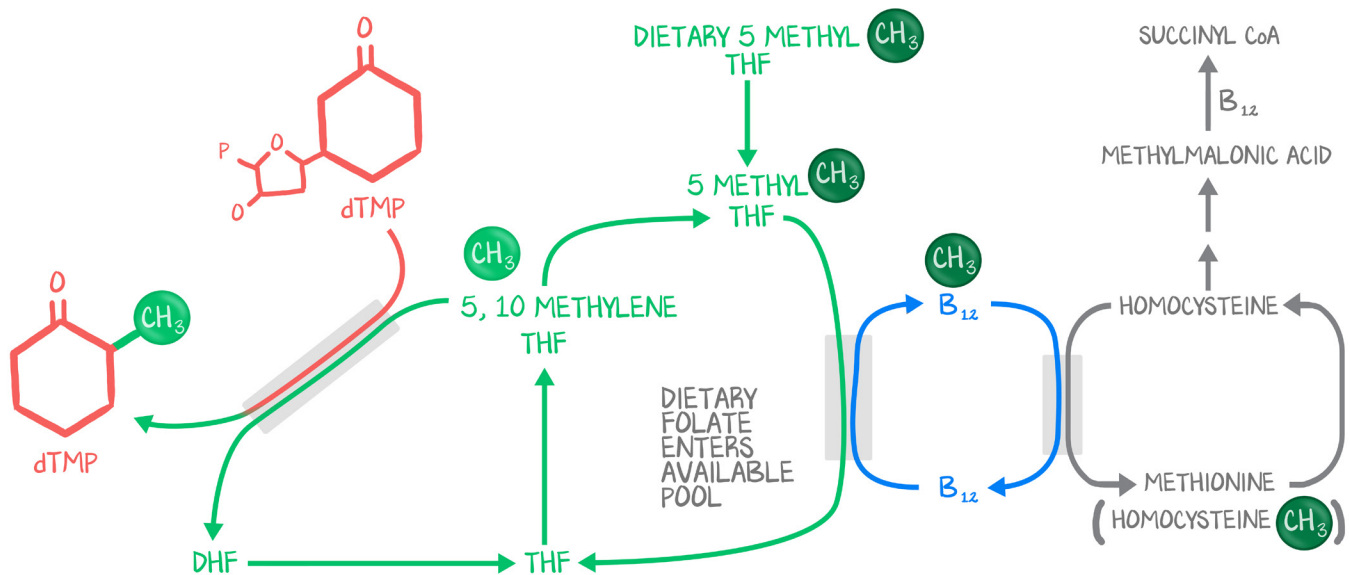 O
P
O
O
dTMP
O
CH3
dTMP
DIETARY 5 METHYL CH3
THF
5 METHYL CH3
THF
CH3
5, 10 METHYLENE
THF
DHF
THF
DIETARY
FOLATE
ENTERS
AVAILABLE
POOL
CH3
B12
B12
SUCCINYL CoA
B12
METHYLMALONIC ACID
HOMOCYSTEINE
METHIONINE
(HOMOCYSTEINE CH3)